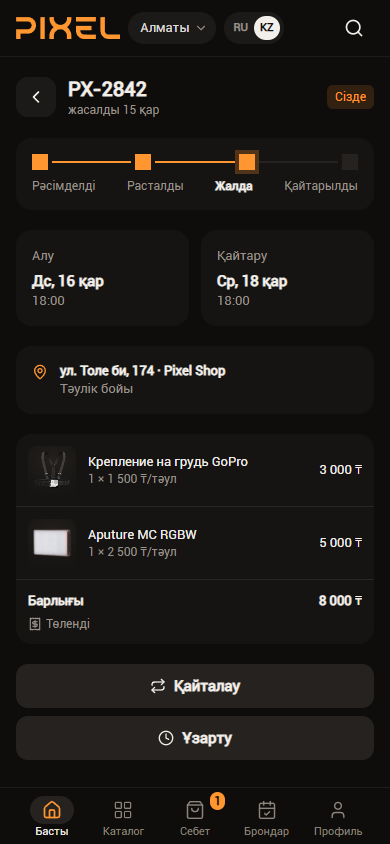 PIXEL
Алматы
RU KZ
PX-2842
жасалды 15 қар
Сізде
Рәсімделді Расталды Жалда Қайтарылды
Алу
Дс, 16 қар
18:00
Қайтару
Ср, 18 қар
18:00
ул. Толе би, 174 · Pixel Shop
Тәулік бойы
Крепление на грудь GoPro
1 × 1 500 ₸/тәул
3 000 ₸
Aputure MC RGBW
1 × 2 500 ₸/тәул
5 000 ₸
Барлығы 8 000 ₸
Төленді
Қайталау
Ұзарту
1
Басты Каталог Себет Брондар Профиль